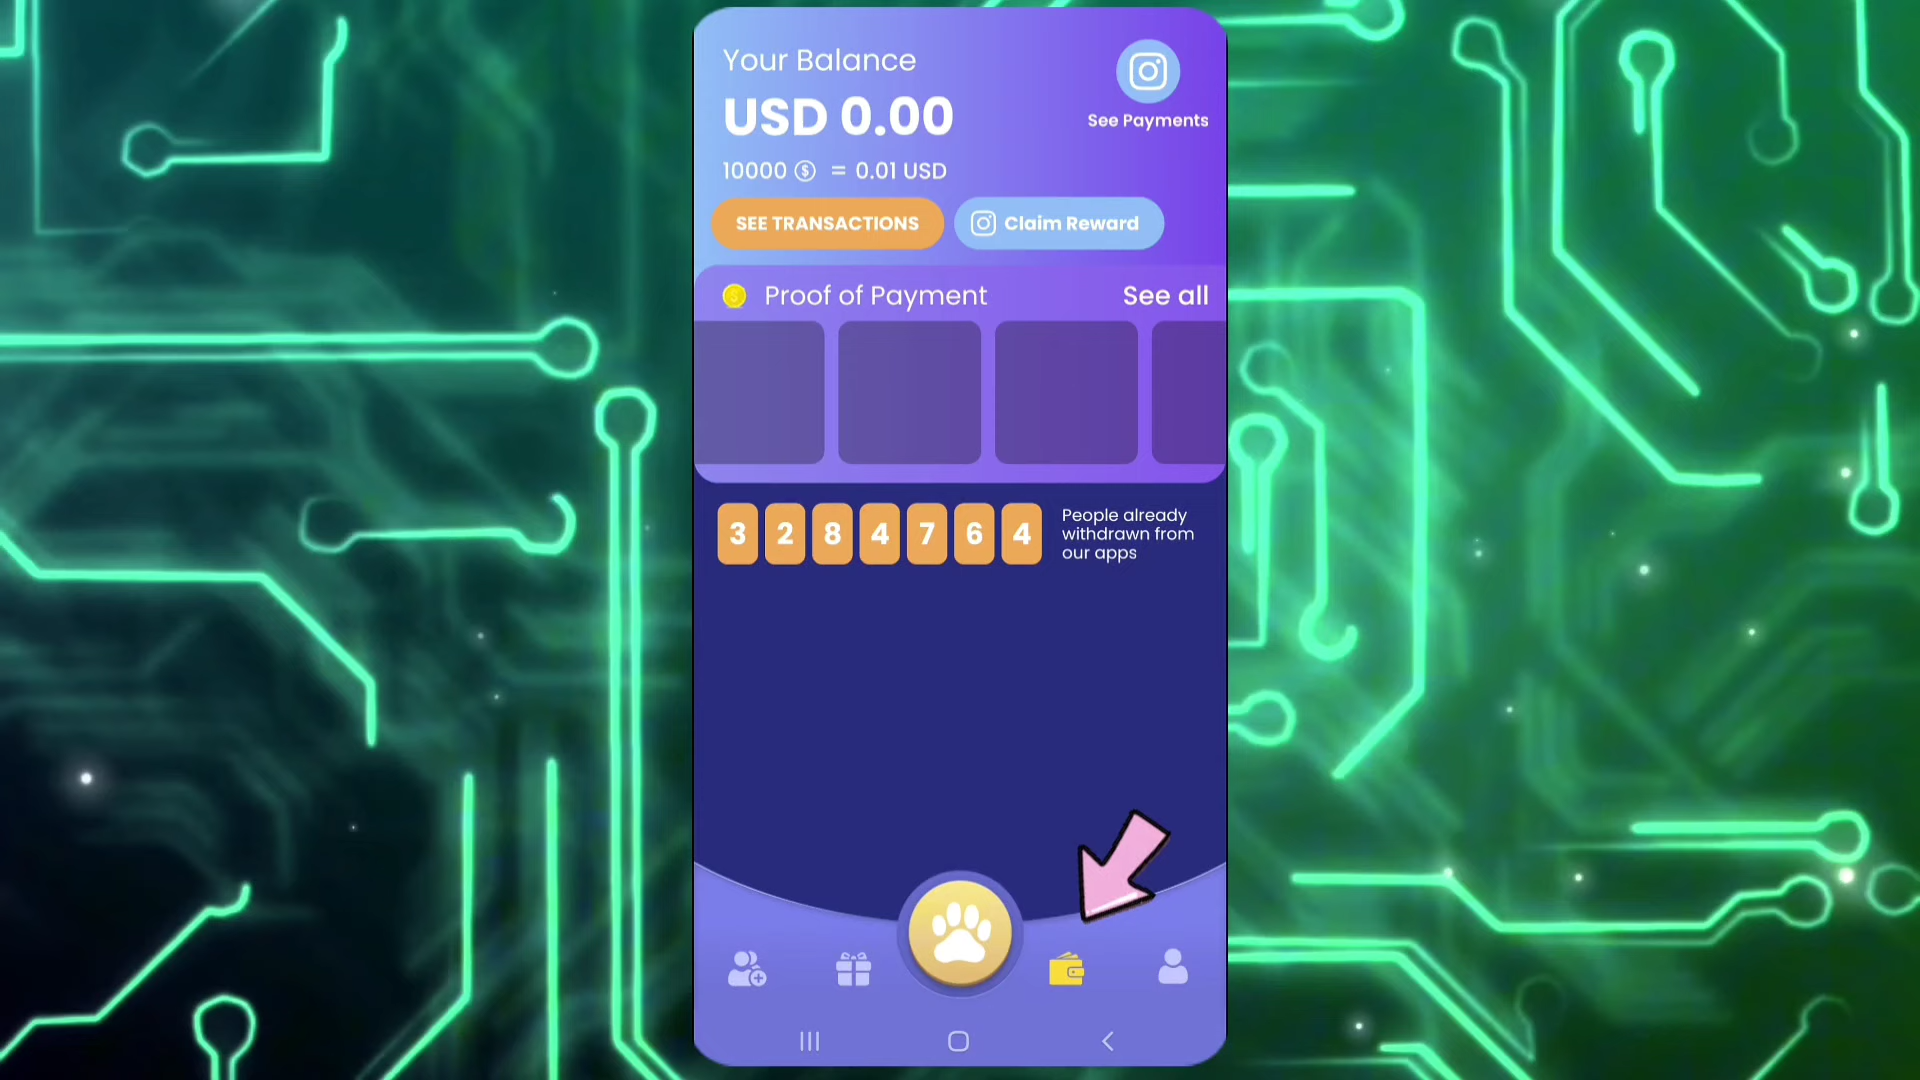 Your Balance
USD 0.00
See Payments
10000 $ = 0.01 USD
SEE TRANSACTIONS
Claim Reward
Proof of Payment
See all
3 2 8 4 7 6 4
People already
withdrawn from
our apps